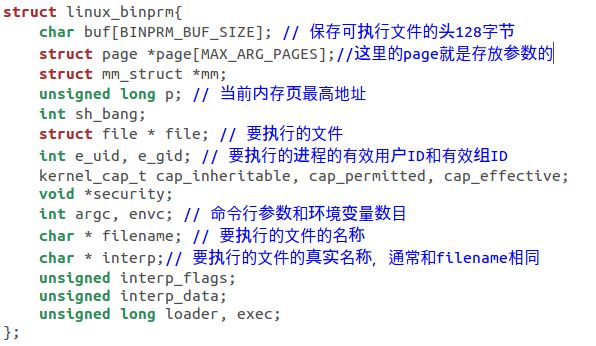 struct linux_binprm{
char buf[BINPRM_BUF_SIZE]; // 保存可执行文件的头128字节
struct page *page[MAX_ARG_PAGES];//这里的page就是存放参数的
struct mm_struct *mm;
unsigned long p; // 当前内存页最高地址
int sh_bang;
struct file * file; // 要执行的文件
int e_uid, e_gid; // 要执行的进程的有效用户ID和有效组ID
kernel_cap_t cap_inheritable, cap_permitted, cap_effective;
void *security;
int argc, envc; // 命令行参数和环境变量数目
char * filename; // 要执行的文件的名称
char * interp;// 要执行的文件的真实名称，通常和filename相同
unsigned interp_flags;
unsigned interp_data;
unsigned long loader, exec;
};